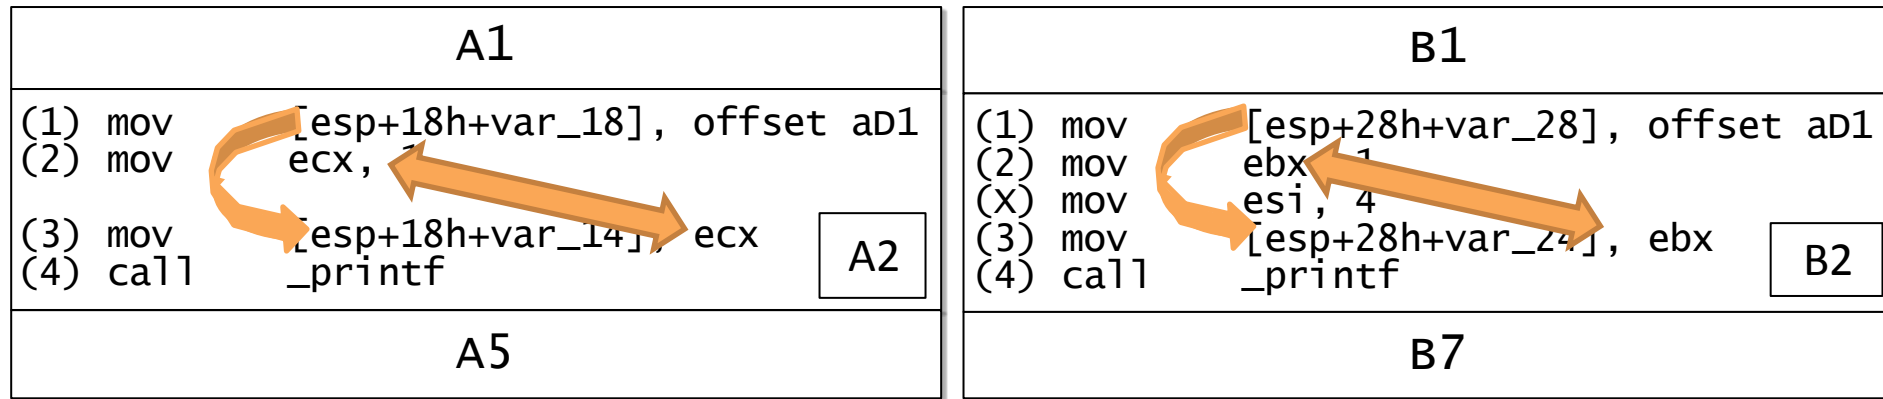 A1
(1) mov [esp+18h+var_18], offset aD1
(2) mov ecx,
(3) mov [esp+18h+var_14], ecx
(4) call _printf
A2
A5
B1
(1) mov [esp+28h+var_28], offset aD1
(2) mov ebx
(X) mov esi, 4
(3) mov [esp+28h+var_24], ebx
(4) call _printf
B2
B7